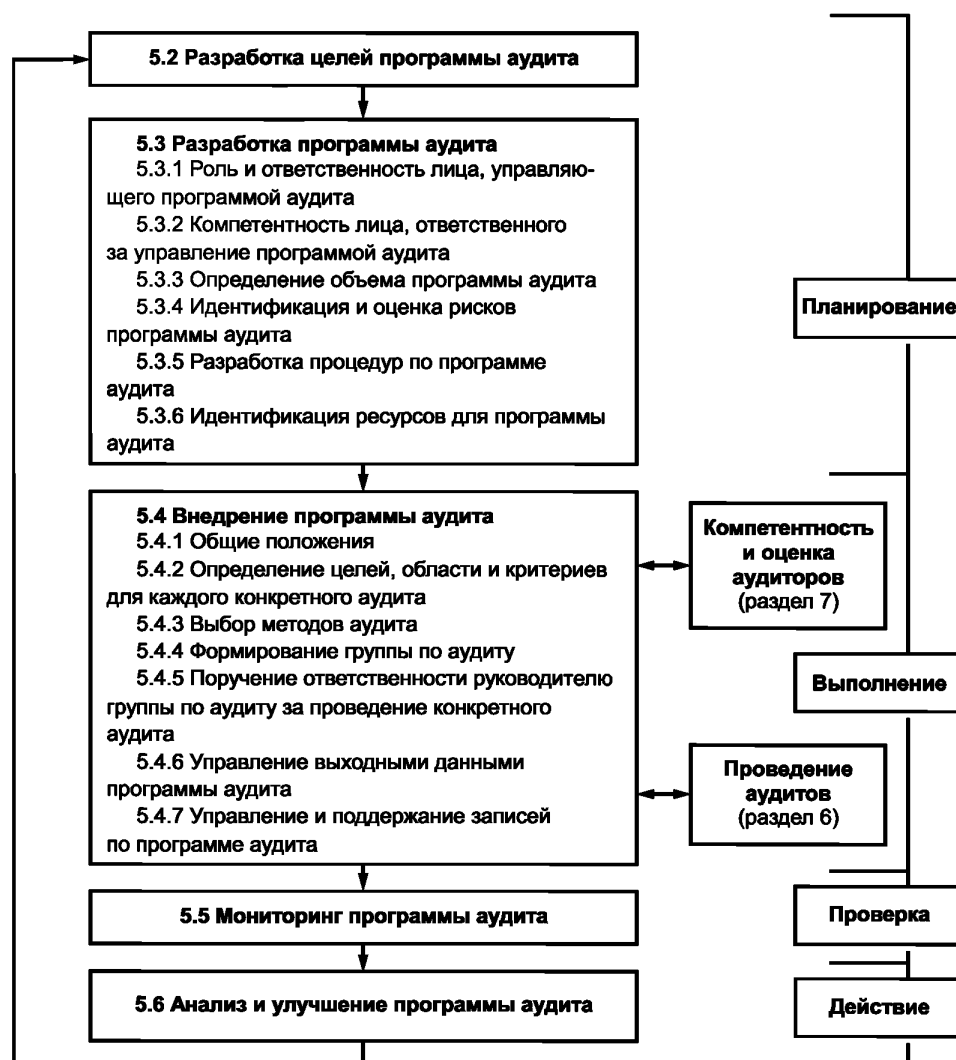 5.2 Разработка целей программы аудита
5.3 Разработка программы аудита
5.3.1 Роль и ответственность лица, управляю-
щего программой аудита
5.3.2 Компетентность лица, ответственного
за управление программой аудита
5.3.3 Определение объема программы аудита
5.3.4 Идентификация и оценка рисков
программы аудита
5.3.5 Разработка процедур по программе
аудита
5.3.6 Идентификация ресурсов для программы
аудита
Планирование
5.4 Внедрение программы аудита
5.4.1 Общие положения
5.4.2 Определение целей, области и критериев
для каждого конкретного аудита
5.4.3 Выбор методов аудита
5.4.4 Формирование группы по аудиту
5.4.5 Поручение ответственности руководителю
группы по аудиту за проведение конкретного
аудита
5.4.6 Управление выходными данными
программы аудита
5.4.7 Управление и поддержание записей
по программе аудита
Компетентность
и оценка
аудиторов
(раздел 7)
Выполнение
Проведение
аудитов
(раздел 6)
5.5 Мониторинг программы аудита
Проверка
5.6 Анализ и улучшение программы аудита
Действие